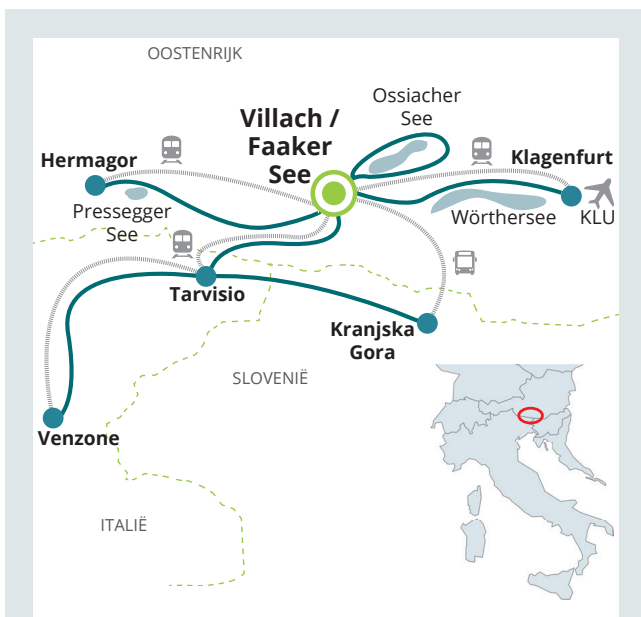 OOSTENRIJK
Ossiacher
See
Villach /
Faaker
See
Hermagor
Klagenfurt
Pressegger
See
Wörthersee
KLU
Tarvisio
Kranjska
Gora
SLOVENIË
Venzone
ITALIË